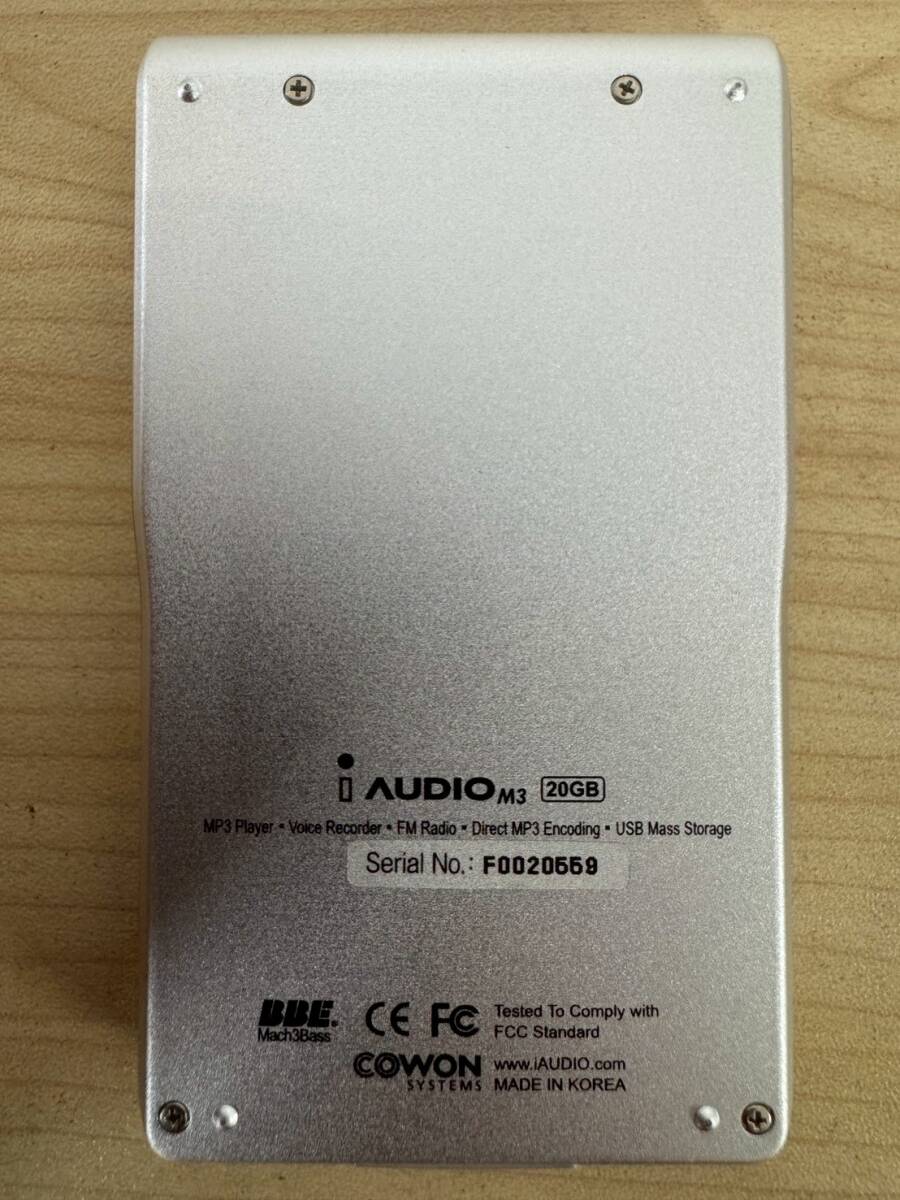 i AUDIO M3 20GB
MP3 Player • Voice Recorder • FM Radio • Direct MP3 Encoding • USB Mass Storage
Serial No.: F0020559
BBE. CE FC Tested To Comply with
Mach3Bass FCC Standard
COWON www.iAUDIO.com
SYSTEMS MADE IN KOREA